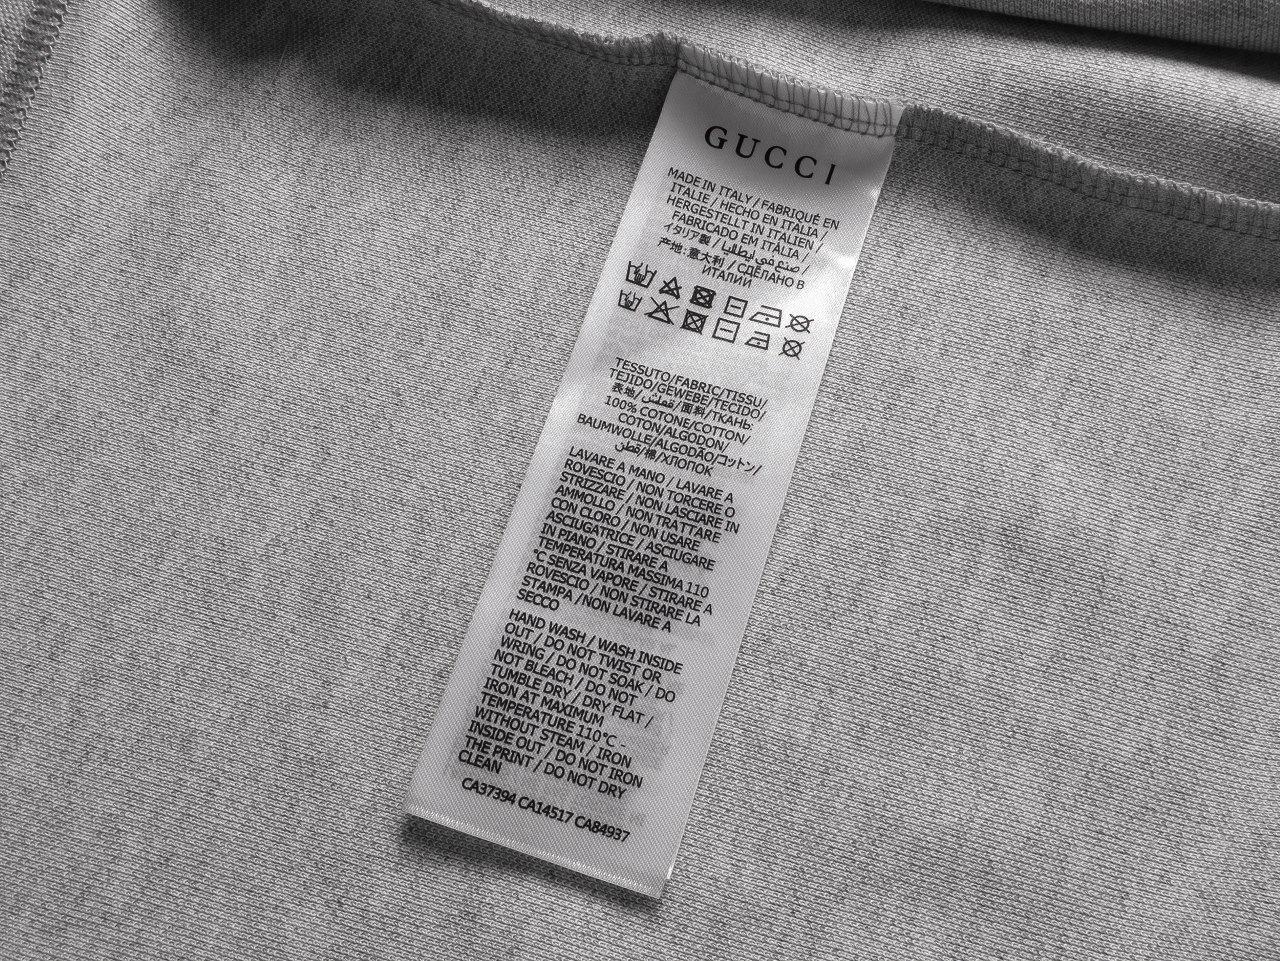 GUCCI
MADE IN ITALY / FABRIQUÉ EN
ITALIE / HECHO EN ITALIA /
HERGESTELLT IN ITALIEN /
FABRICADO EM ITÁLIA /
イタリア製 / صنع في إيطاليا /
产地：意大利 / СДЕЛАНО В
ИТАЛИИ
TESSUTO/FABRIC/TISSU/
TEJIDO/GEWEBE/TECIDO/
表地/قماش/面料/ТКАНЬ:
100% COTONE/COTTON/
COTON/ALGODON/
BAUMWOLLE/ALGODÃO/コットン/
قطن/棉/ХЛОПОК
LAVARE A MANO / LAVARE A
ROVESCIO / NON TORCERE O
STRIZZARE / NON LASCIARE IN
AMMOLLO / NON TRATTARE
CON CLORO / NON USARE
ASCIUGATRICE / ASCIUGARE
IN PIANO / STIRARE A
TEMPERATURA MASSIMA 110
°C SENZA VAPORE / STIRARE A
ROVESCIO / NON STIRARE LA
STAMPA /NON LAVARE A
SECCO
HAND WASH / WASH INSIDE
OUT / DO NOT TWIST OR
WRING / DO NOT SOAK / DO
NOT BLEACH / DO NOT
TUMBLE DRY / DRY FLAT /
IRON AT MAXIMUM
TEMPERATURE 110°C -
WITHOUT STEAM / IRON
INSIDE OUT / DO NOT IRON
THE PRINT / DO NOT DRY
CLEAN
CA37394 CA14517 CA84937